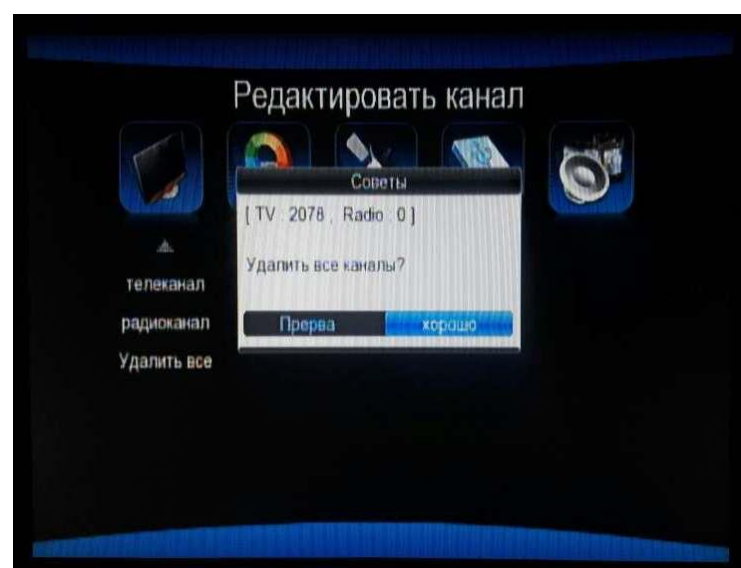 Редактировать канал
Советы
[ TV : 2078 , Radio : 0 ]
Удалить все каналы?
Прерва
хорошо
телеканал
радиоканал
Удалить все